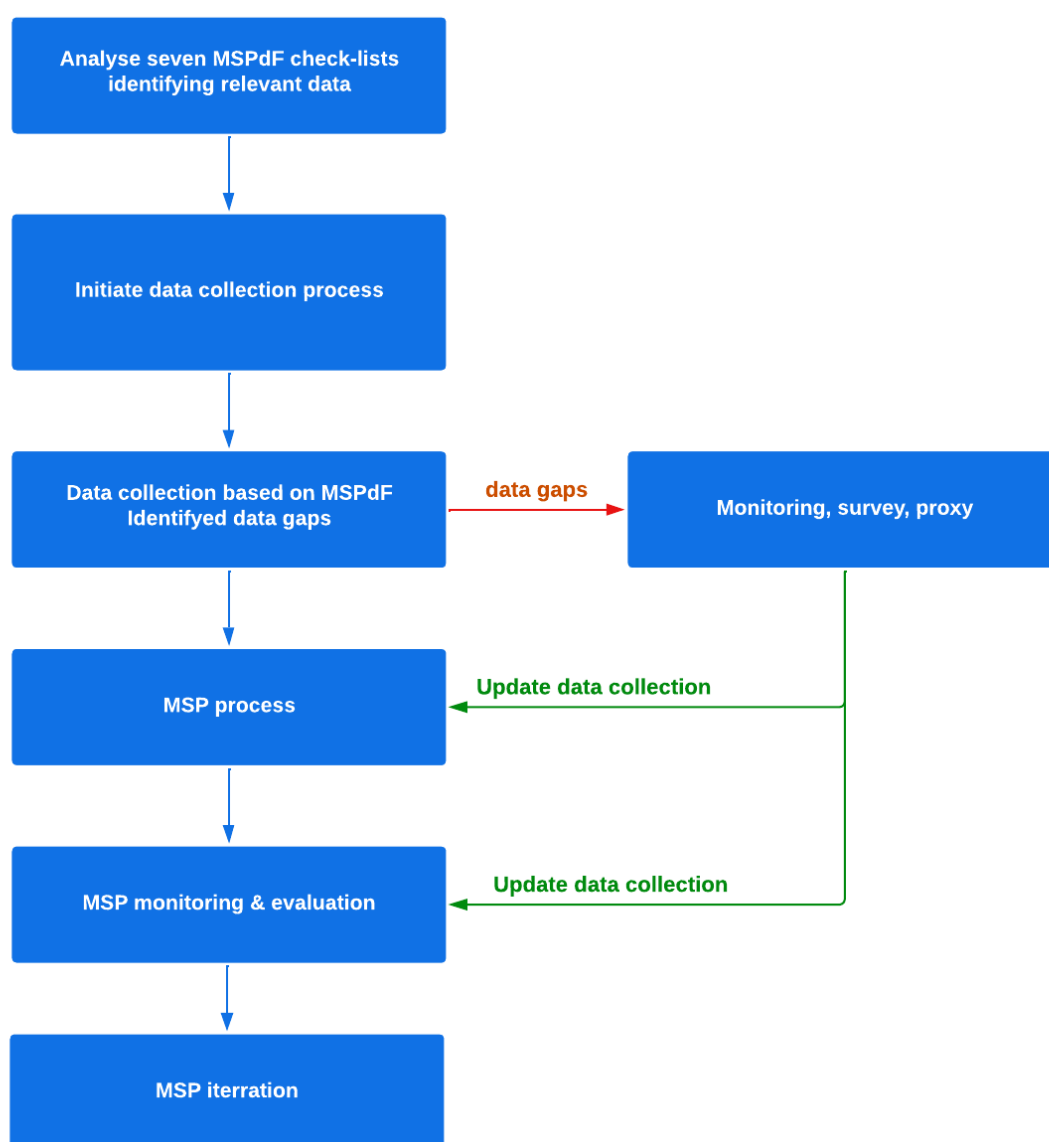 Analyse seven MSPdF check-lists
identifying relevant data
Initiate data collection process
Data collection based on MSPdF
Identifyed data gaps
data gaps
Monitoring, survey, proxy
MSP process
Update data collection
MSP monitoring & evaluation
Update data collection
MSP iterration